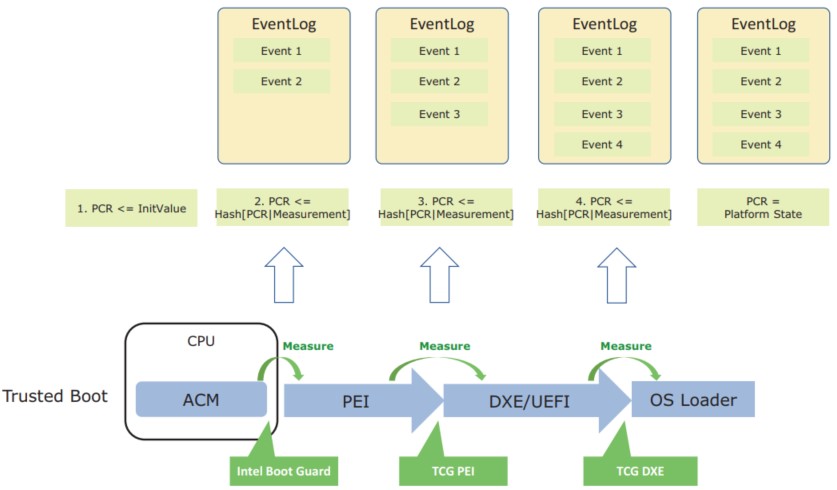 EventLog
Event 1
Event 2
EventLog
Event 1
Event 2
Event 3
EventLog
Event 1
Event 2
Event 3
Event 4
EventLog
Event 1
Event 2
Event 3
Event 4
1. PCR <= InitValue
2. PCR <=
Hash[PCR|Measurement]
3. PCR <=
Hash[PCR|Measurement]
4. PCR <=
Hash[PCR|Measurement]
PCR =
Platform State
CPU
Measure
Measure
Measure
Trusted Boot
ACM
PEI
DXE/UEFI
OS Loader
Intel Boot Guard
TCG PEI
TCG DXE